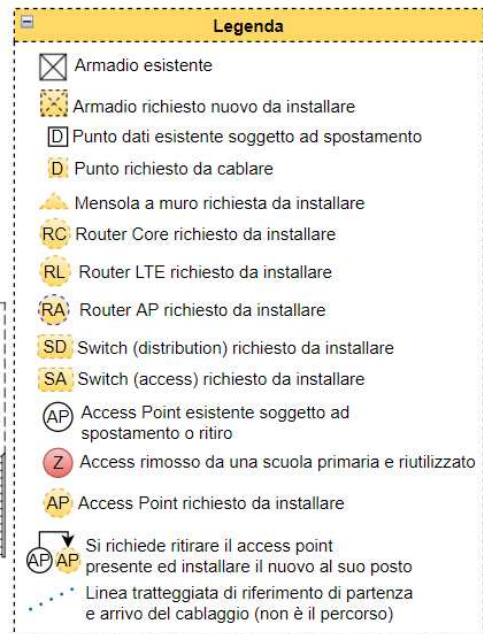 Legenda
Armadio esistente
Armadio richiesto nuovo da installare
D Punto dati esistente soggetto ad spostamento
D Punto richiesto da cablare
Mensola a muro richiesta da installare
RC Router Core richiesto da installare
RL Router LTE richiesto da installare
RA Router AP richiesto da installare
SD Switch (distribution) richiesto da installare
SA Switch (access) richiesto da installare
AP Access Point esistente soggetto ad
spostamento o ritiro
Z Access rimosso da una scuola primaria e riutilizzato
AP Access Point richiesto da installare
Si richiede ritirare il access point
AP AP presente ed installare il nuovo al suo posto
Linea tratteggiata di riferimento di partenza
e arrivo del cablaggio (non è il percorso)